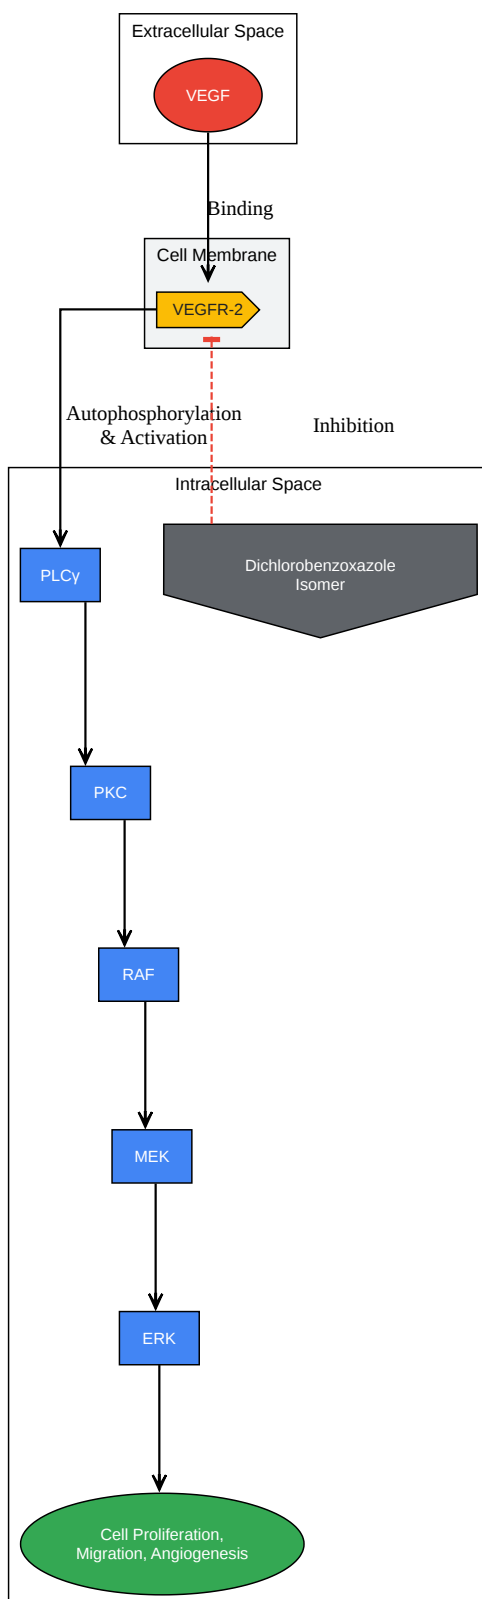 Extracellular Space
VEGF
Binding
Cell Membrane
VEGFR-2
Autophosphorylation
& Activation
Inhibition
Intracellular Space
Dichlorobenzoxazole
Isomer
PLCγ
PKC
RAF
MEK
ERK
Cell Proliferation,
Migration, Angiogenesis